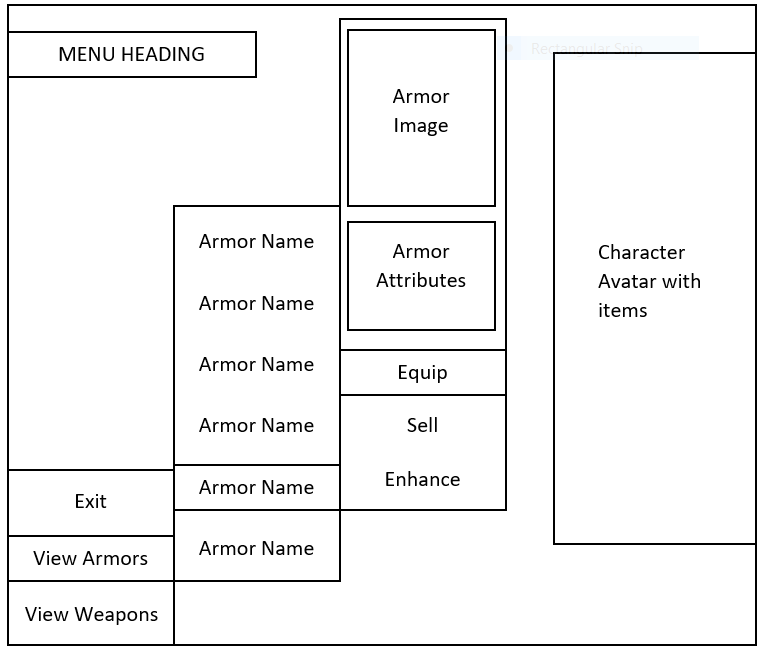 MENU HEADING
Rectangular Snip
Armor
Image
Armor Name
Armor Name
Armor Name
Armor Name
Armor Name
Armor Name
Armor
Attributes
Equip
Sell
Enhance
Character
Avatar with
items
Exit
View Armors
View Weapons